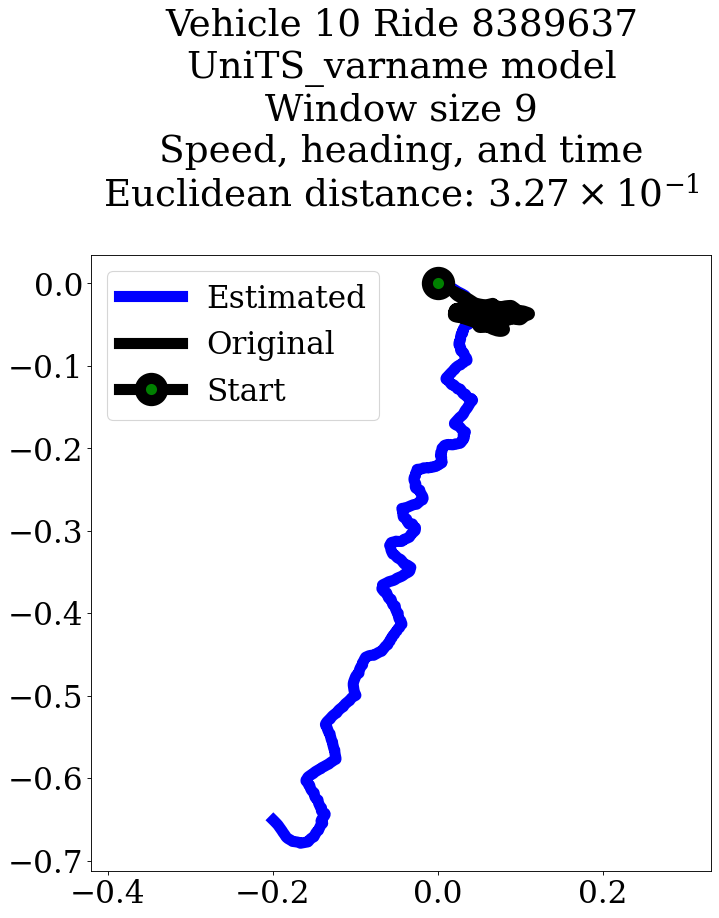 Vehicle 10 Ride 8389637
UniTS_varname model
Window size 9
Speed, heading, and time
Euclidean distance: 3.27 × 10⁻¹
Estimated
Original
Start
0.0
−0.1
−0.2
−0.3
−0.4
−0.5
−0.6
−0.7
−0.4 −0.2 0.0 0.2